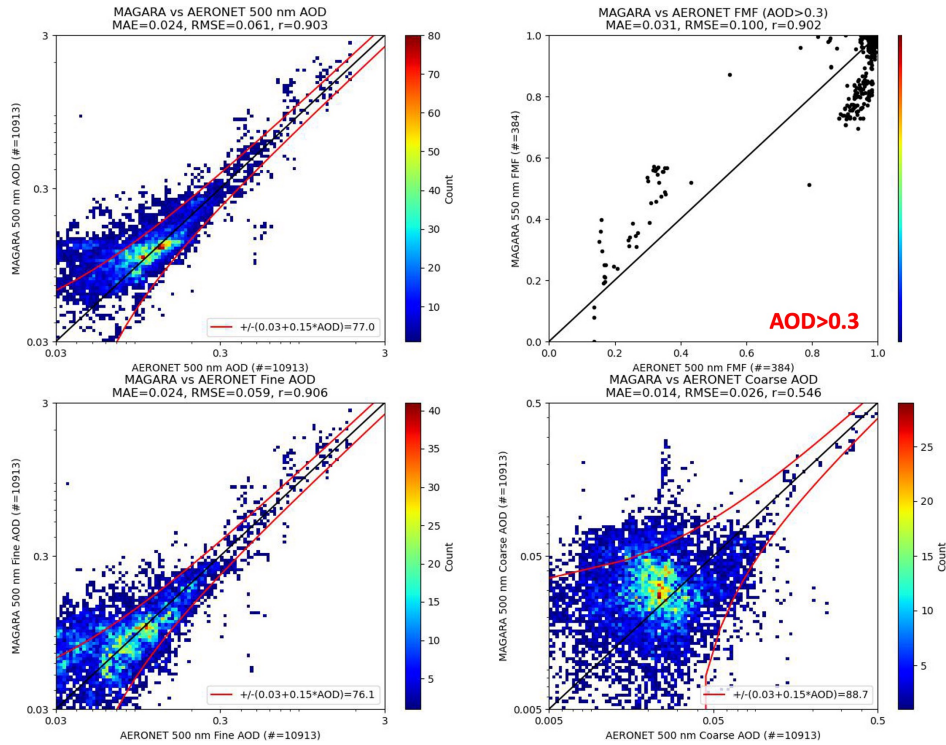 MAGARA vs AERONET 500 nm AOD
MAE=0.024, RMSE=0.061, r=0.903
3
0.3
0.03
MAGARA 500 nm AOD (#=10913)
0.03
0.3
3
AERONET 500 nm AOD (#=10913)
+/-(0.03+0.15*AOD)=77.0
80
70
60
50
40
30
20
10
Count
MAGARA vs AERONET FMF (AOD>0.3)
MAE=0.031, RMSE=0.100, r=0.902
1.0
0.8
0.6
0.4
0.2
0.0
MAGARA 550 nm FMF (#=384)
0.0
0.2
0.4
0.6
0.8
1.0
AERONET 500 nm FMF (#=384)
AOD>0.3
MAGARA vs AERONET Fine AOD
MAE=0.024, RMSE=0.059, r=0.906
3
0.3
0.03
MAGARA 500 nm Fine AOD (#=10913)
0.03
0.3
3
AERONET 500 nm Fine AOD (#=10913)
+/-(0.03+0.15*AOD)=76.1
40
35
30
25
20
15
10
5
Count
MAGARA vs AERONET Coarse AOD
MAE=0.014, RMSE=0.026, r=0.546
0.5
0.05
0.005
MAGARA 500 nm Coarse AOD (#=10913)
0.005
0.05
0.5
AERONET 500 nm Coarse AOD (#=10913)
+/-(0.03+0.15*AOD)=88.7
25
20
15
10
5
Count